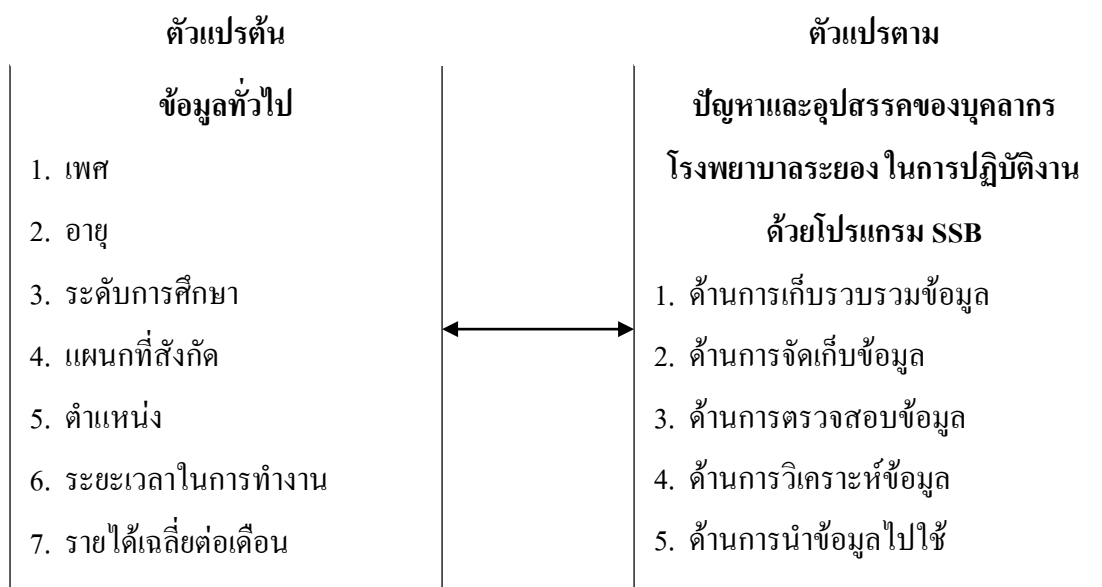 ตัวแปรต้น
ข้อมูลทั่วไป
1. เพศ
2. อายุ
3. ระดับการศึกษา
4. แผนกที่สังกัด
5. ตำแหน่ง
6. ระยะเวลาในการทำงาน
7. รายได้เฉลี่ยต่อเดือน
ตัวแปรตาม
ปัญหาและอุปสรรคของบุคลากร
โรงพยาบาลระยอง ในการปฏิบัติงาน
ด้วยโปรแกรม SSB
1. ด้านการเก็บรวบรวมข้อมูล
2. ด้านการจัดเก็บข้อมูล
3. ด้านการตรวจสอบข้อมูล
4. ด้านการวิเคราะห์ข้อมูล
5. ด้านการนำข้อมูลไปใช้